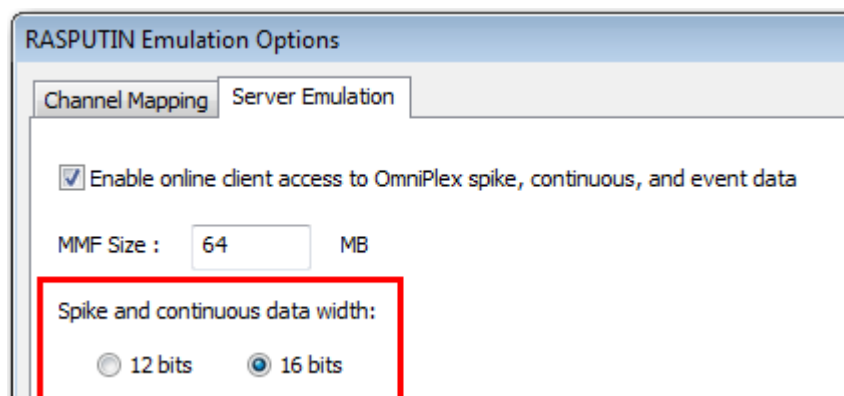 RASPUTIN Emulation Options
Channel Mapping Server Emulation
Enable online client access to OmniPlex spike, continuous, and event data
MMF Size : 64 MB
Spike and continuous data width:
12 bits 16 bits